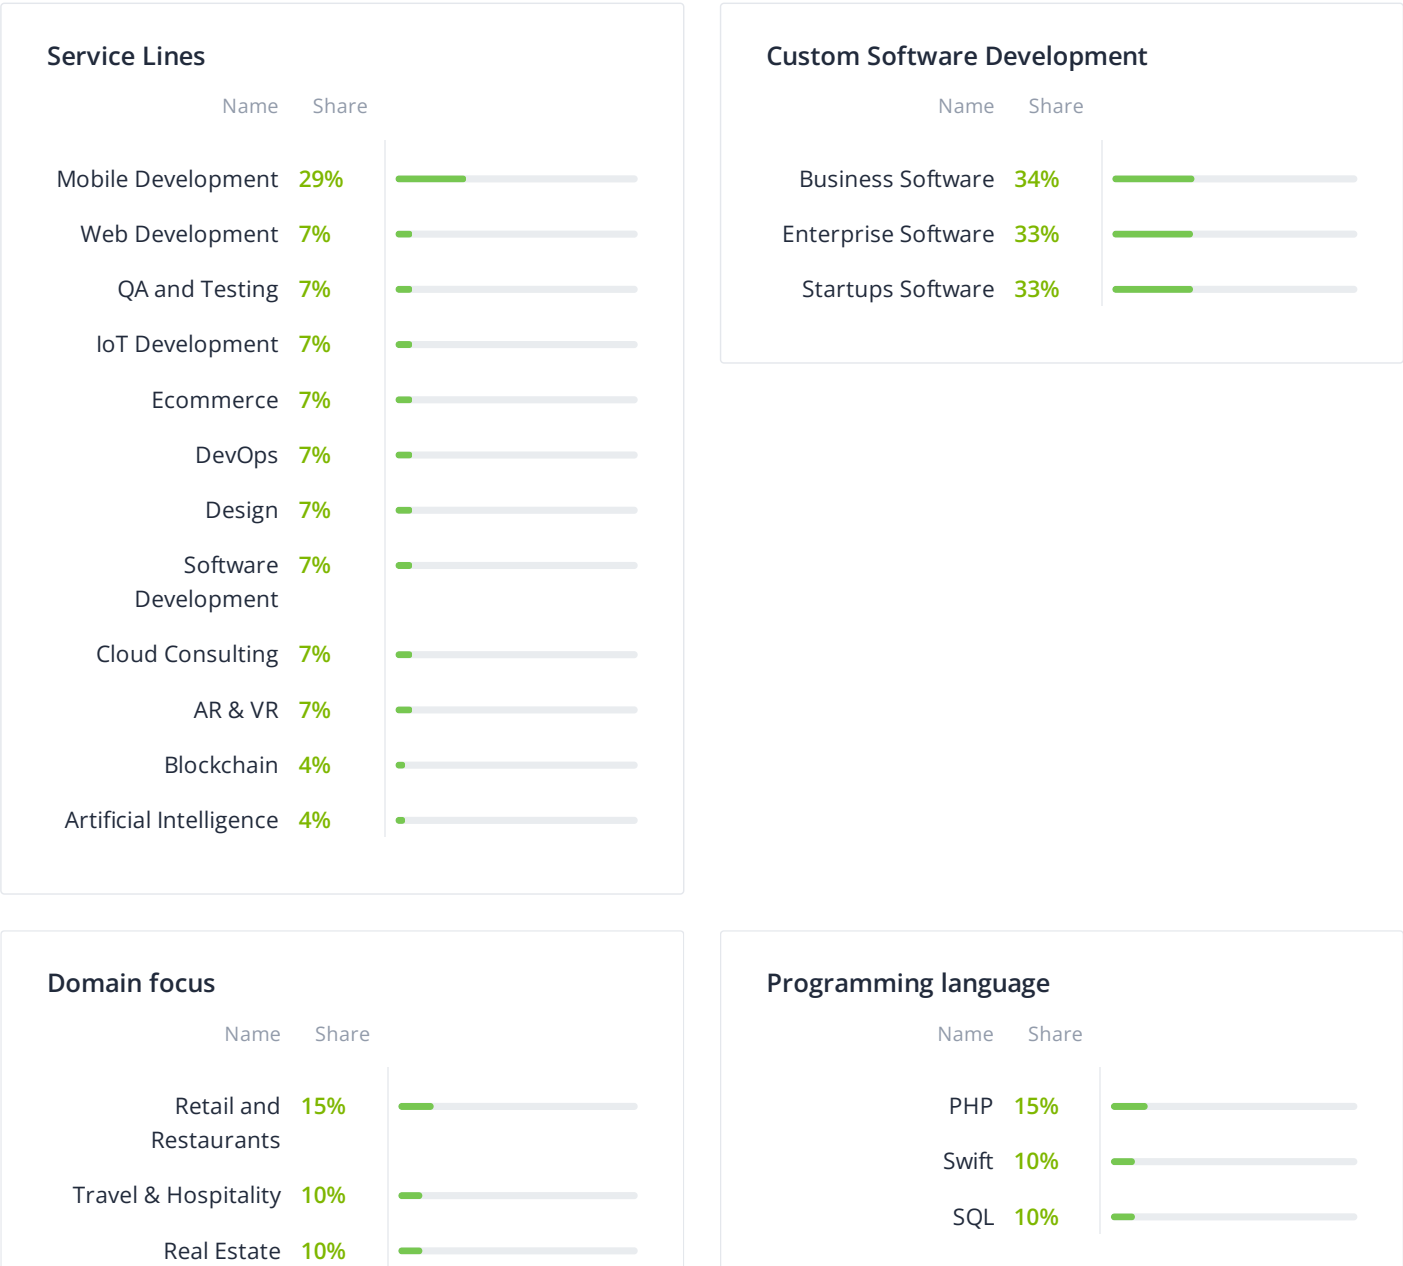 Service Lines
Name Share
Mobile Development 29%
Web Development 7%
QA and Testing 7%
IoT Development 7%
Ecommerce 7%
DevOps 7%
Design 7%
Software 7%
Development
Cloud Consulting 7%
AR & VR 7%
Blockchain 4%
Artificial Intelligence 4%
Custom Software Development
Name Share
Business Software 34%
Enterprise Software 33%
Startups Software 33%
Domain focus
Name Share
Retail and 15%
Restaurants
Travel & Hospitality 10%
Real Estate 10%
Programming language
Name Share
PHP 15%
Swift 10%
SQL 10%